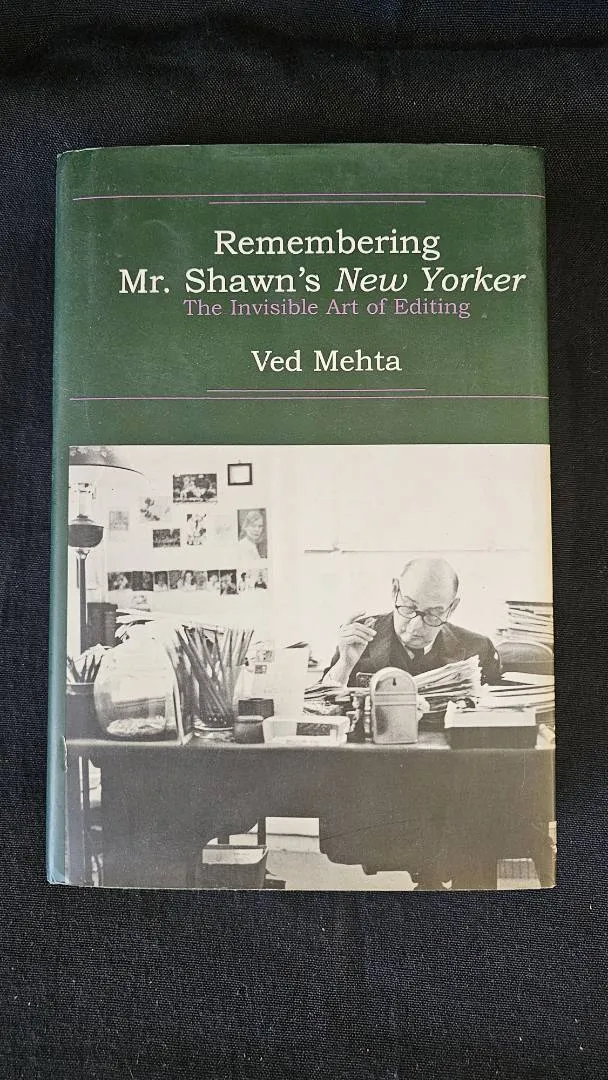 Remembering
Mr. Shawn's New Yorker
The Invisible Art of Editing
Ved Mehta